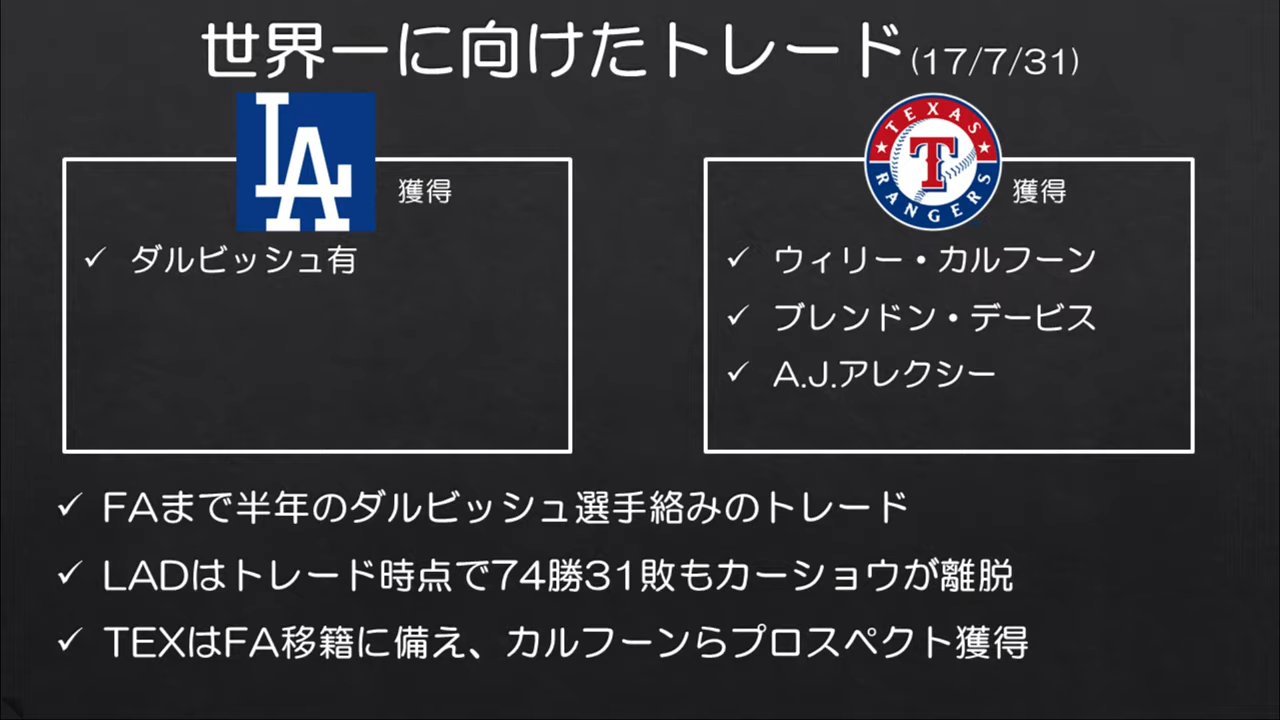 世界一に向けたトレード(17/7/31)
LA
獲得
ダルビッシュ有
TEXAS
T
RANGERS
獲得
ウィリー・カルフーン
ブレンドン・デービス
A.J.アレクシー
FAまで半年のダルビッシュ選手絡みのトレード
LADはトレード時点で74勝31敗もカーショウが離脱
TEXはFA移籍に備え、カルフーンらプロスペクト獲得